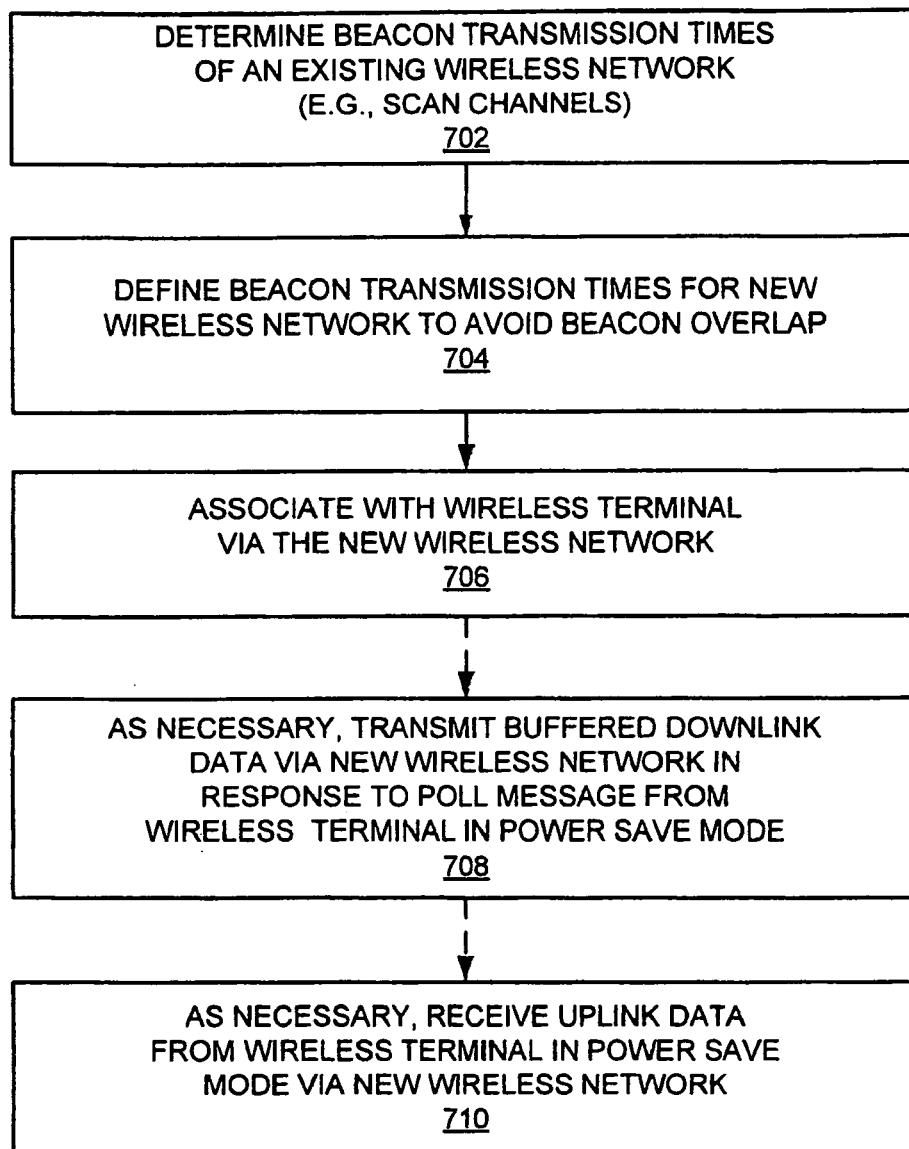 DETERMINE BEACON TRANSMISSION TIMES
OF AN EXISTING WIRELESS NETWORK
(E.G., SCAN CHANNELS)
702
DEFINE BEACON TRANSMISSION TIMES FOR NEW
WIRELESS NETWORK TO AVOID BEACON OVERLAP
704
ASSOCIATE WITH WIRELESS TERMINAL
VIA THE NEW WIRELESS NETWORK
706
AS NECESSARY, TRANSMIT BUFFERED DOWNLINK
DATA VIA NEW WIRELESS NETWORK IN
RESPONSE TO POLL MESSAGE FROM
WIRELESS TERMINAL IN POWER SAVE MODE
708
AS NECESSARY, RECEIVE UPLINK DATA
FROM WIRELESS TERMINAL IN POWER SAVE
MODE VIA NEW WIRELESS NETWORK
710